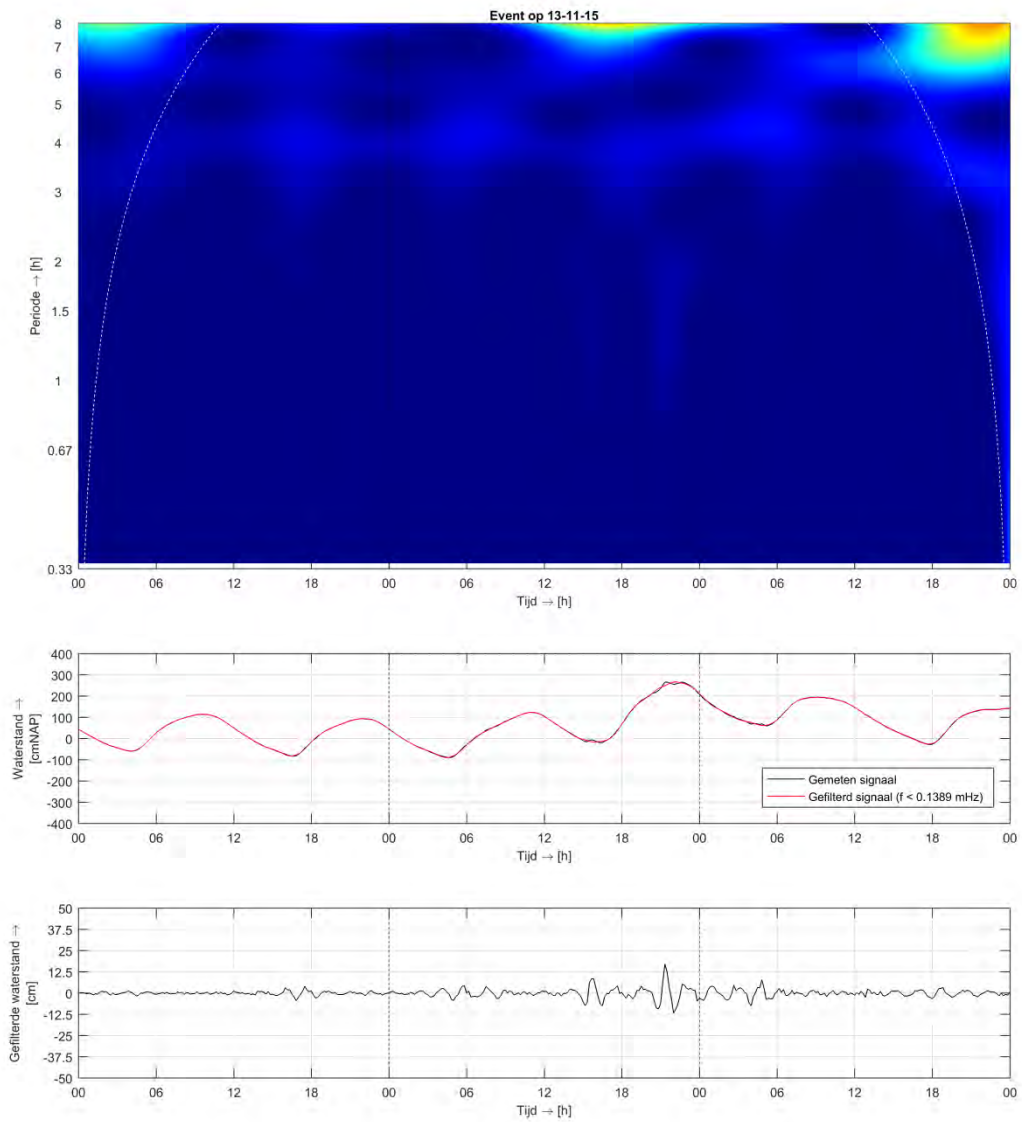 Event op 13-11-15
Periode → [h]
8
7
6
5
4
3
2
1.5
1
0.67
0.33
00 06 12 18 00 06 12 18 00 06 12 18 00
Tijd → [h]
Waterstand →
[cmNAP]
400
300
200
100
0
-100
-200
-300
-400
Gemeten signaal
Gefilterd signaal (f < 0.1389 mHz)
00 06 12 18 00 06 12 18 00 06 12 18 00
Tijd → [h]
Gefilterde waterstand →
[cm]
50
37.5
25
12.5
0
-12.5
-25
-37.5
-50
00 06 12 18 00 06 12 18 00 06 12 18 00
Tijd → [h]